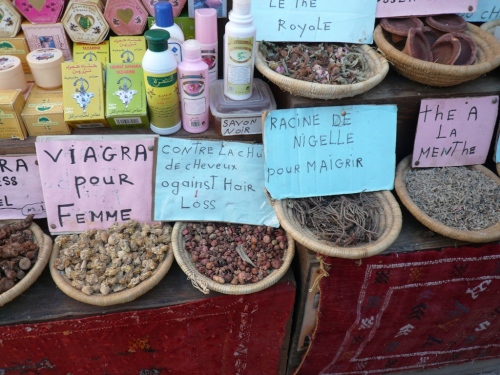 LE THE
ROYALE
SAVON
NOIR
RACINE DE
NIGELLE
POUR MAIGRIR
THE A
LA
MENTHE
VIAGRA
POUR
FEMME
CONTRE LA CHU
de CHEVEUX
against Hair
LOSS